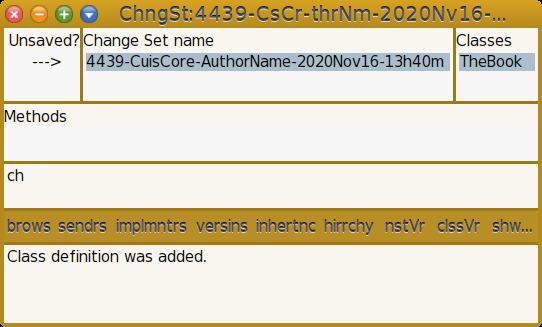 ChngSt:4439-CsCr-thrNm-2020Nv16-...
Unsaved? Change Set name Classes
---> 4439-CuisCore-AuthorName-2020Nov16-13h40m TheBook
Methods
ch
brows sendrs implmntrs versins inhertnc hirrchy nstVr clssVr shw...
Class definition was added.